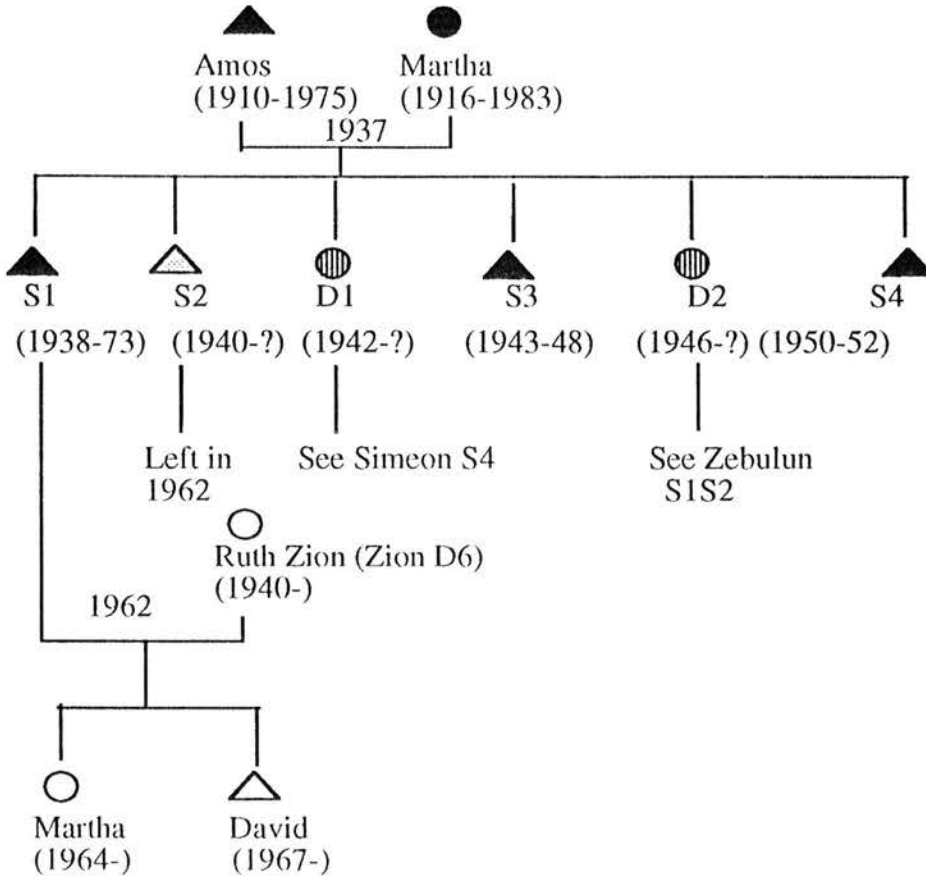 Amos Martha
(1910-1975) (1916-1983)
1937
S1 S2 D1 S3 D2 S4
(1938-73) (1940-?) (1942-?) (1943-48) (1946-?) (1950-52)
Left in See Simeon S4 See Zebulun
1962 S1S2
Ruth Zion (Zion D6)
(1940-)
1962
Martha David
(1964-) (1967-)